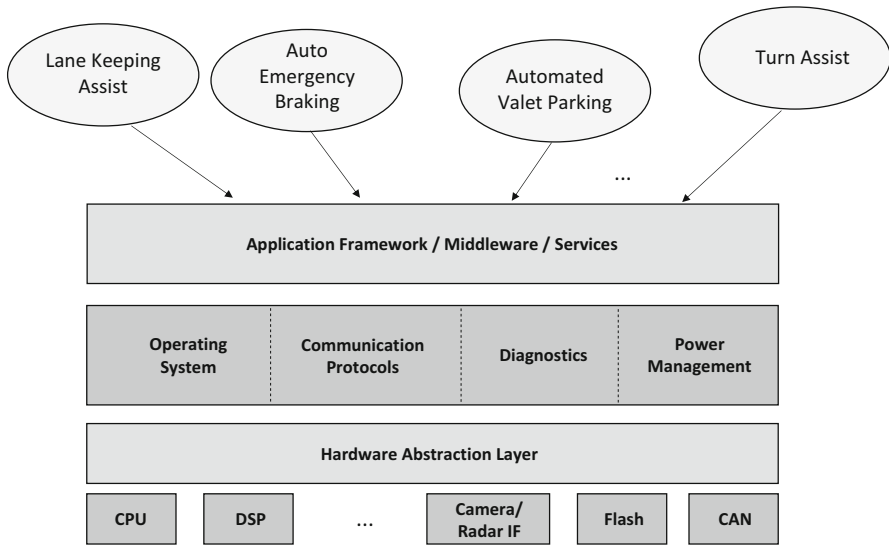 Lane Keeping
Assist
Auto
Emergency
Braking
Automated
Valet Parking
Turn Assist
...
Application Framework / Middleware / Services
Operating
System
Communication
Protocols
Diagnostics
Power
Management
Hardware Abstraction Layer
CPU
DSP
...
Camera/
Radar IF
Flash
CAN